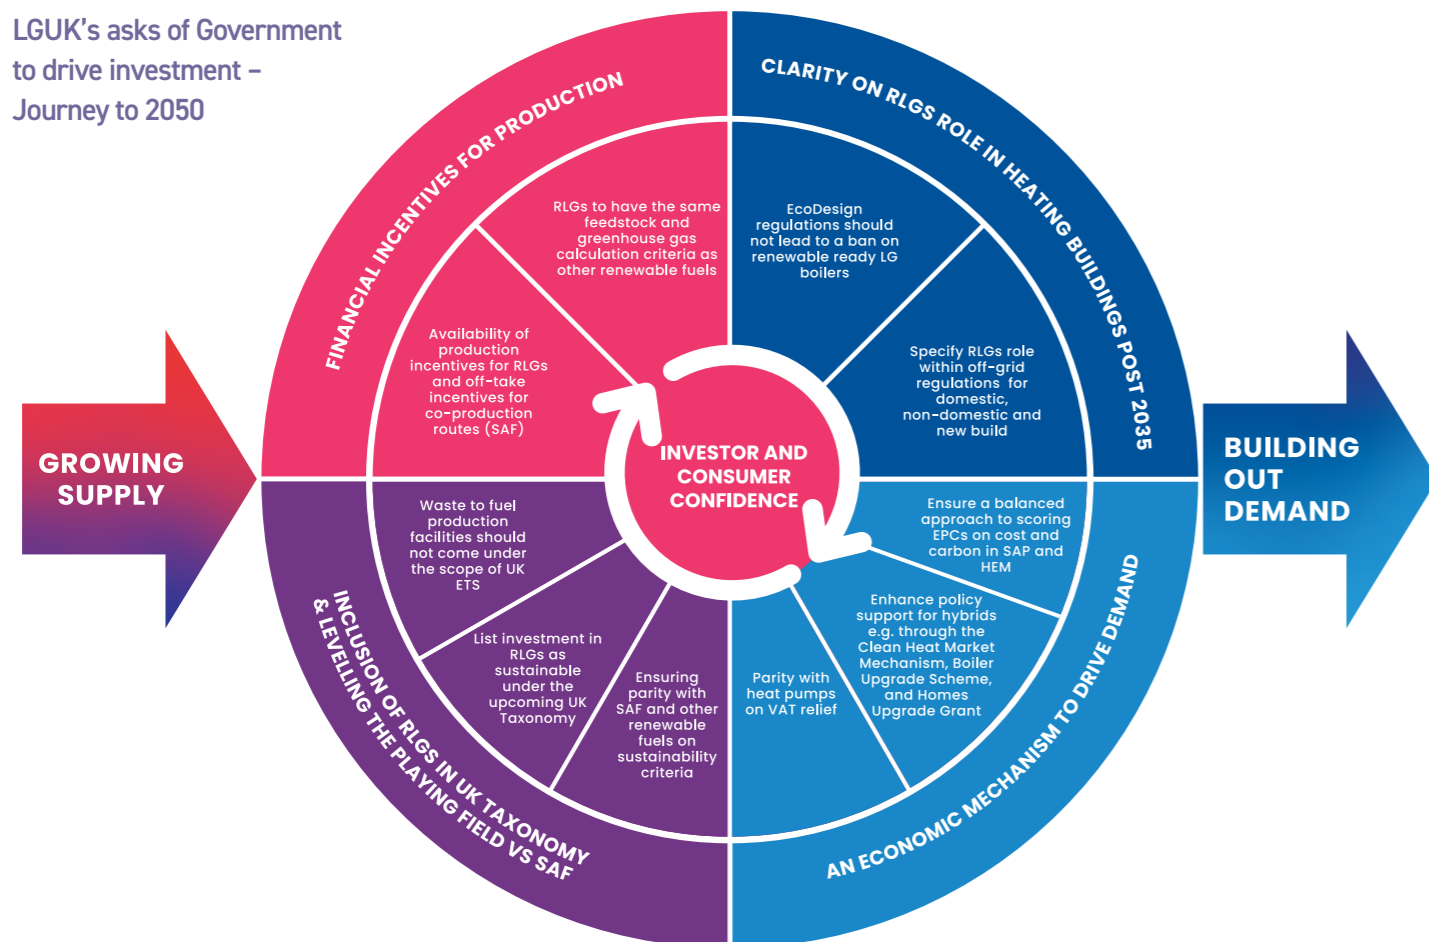 LGUK's asks of Government
to drive investment –
Journey to 2050
FINANCIAL INCENTIVES FOR PRODUCTION
RLGs to have the same
feedstock and
greenhouse gas
calculation criteria as
other renewable fuels
Availability of
production
incentives for RLGs
and off-take
incentives for
co-production
routes (SAF)
CLARITY ON RLGS ROLE IN HEATING BUILDINGS POST 2035
EcoDesign
regulations should
not lead to a ban on
renewable ready LG
boilers
Specify RLGs role
within off-grid
regulations for
domestic,
non-domestic and
new build
GROWING
SUPPLY
INVESTOR AND
CONSUMER
CONFIDENCE
BUILDING
OUT
DEMAND
INCLUSION OF RLGS IN UK TAXONOMY
& LEVELLING THE PLAYING FIELD VS SAF
Waste to fuel
production
facilities should
not come under
the scope of UK
ETS
List investment in
RLGs as
sustainable
under the
upcoming UK
Taxonomy
Ensuring
parity with
SAF and other
renewable
fuels on
sustainability
criteria
AN ECONOMIC MECHANISM TO DRIVE DEMAND
Ensure a balanced
approach to scoring
EPCs on cost and
carbon in SAP and
HEM
Enhance policy
support for hybrids
e.g. through the
Clean Heat Market
Mechanism, Boiler
Upgrade Scheme,
and Homes
Upgrade Grant
Parity with
heat pumps
on VAT relief